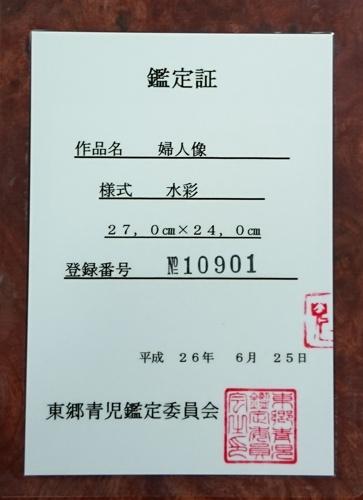 鑑定証
作品名 婦人像
様式 水彩
27,0㎝×24,0㎝
登録番号 №10901
平成 26年 6月 25日
東郷青児鑑定委員会